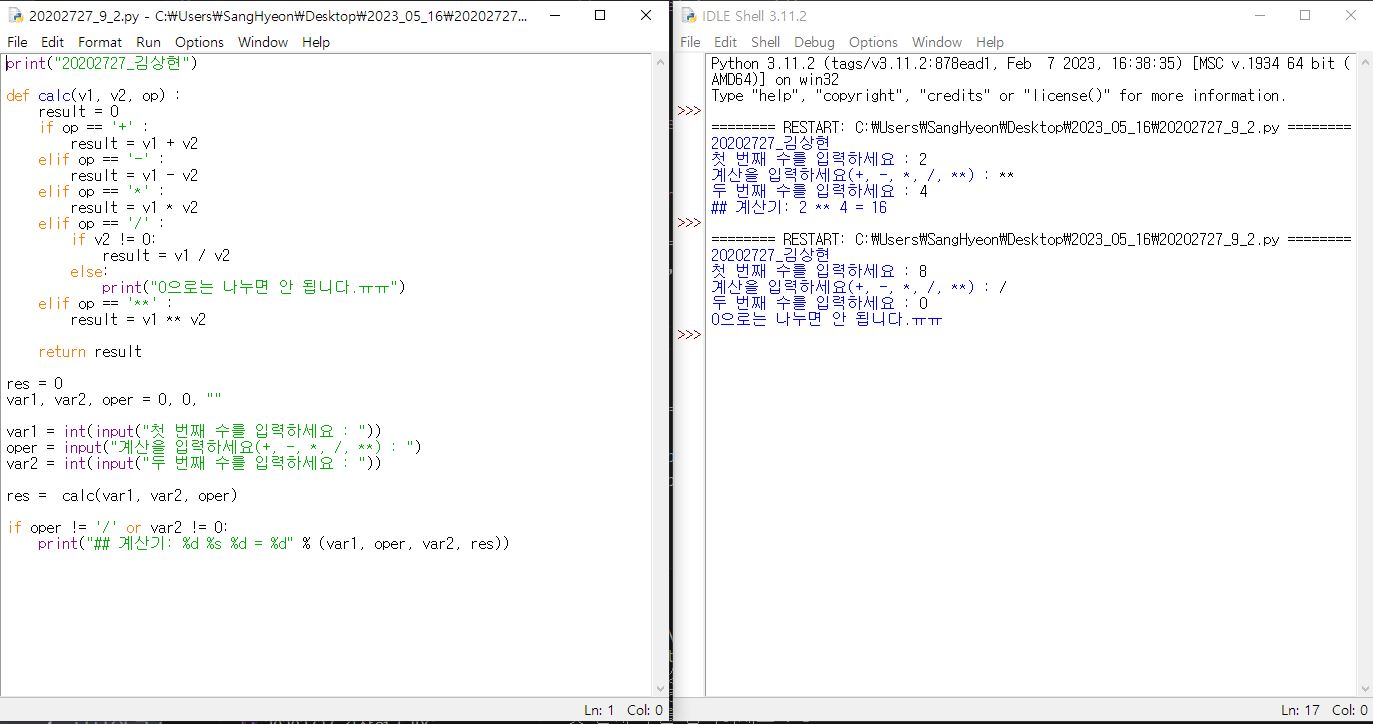 20202727_9_2.py - C:₩Users₩SangHyeon₩Desktop₩2023_05_16₩20202727...
File Edit Format Run Options Window Help
print("20202727_김상현")
def calc(v1, v2, op) :
    result = 0
    if op == '+' :
        result = v1 + v2
    elif op == '-' :
        result = v1 - v2
    elif op == '*' :
        result = v1 * v2
    elif op == '/' :
        if v2 != 0:
            result = v1 / v2
        else:
            print("0으로는 나누면 안 됩니다.ㅠㅠ")
    elif op == '**' :
        result = v1 ** v2
    return result
res = 0
var1, var2, oper = 0, 0, ""
var1 = int(input("첫 번째 수를 입력하세요 : "))
oper = input("계산을 입력하세요(+, -, *, /, **) : ")
var2 = int(input("두 번째 수를 입력하세요 : "))
res =  calc(var1, var2, oper)
if oper != '/' or var2 != 0:
    print("## 계산기: %d %s %d = %d" % (var1, oper, var2, res))
Ln: 1 Col: 0
IDLE Shell 3.11.2
File Edit Shell Debug Options Window Help
Python 3.11.2 (tags/v3.11.2:878ead1, Feb  7 2023, 16:38:35) [MSC v.1934 64 bit (
AMD64)] on win32
Type "help", "copyright", "credits" or "license()" for more information.
>>>
======== RESTART: C:₩Users₩SangHyeon₩Desktop₩2023_05_16₩20202727_9_2.py ========
20202727_김상현
첫 번째 수를 입력하세요 : 2
계산을 입력하세요(+, -, *, /, **) : **
두 번째 수를 입력하세요 : 4
## 계산기: 2 ** 4 = 16
>>>
======== RESTART: C:₩Users₩SangHyeon₩Desktop₩2023_05_16₩20202727_9_2.py ========
20202727_김상현
첫 번째 수를 입력하세요 : 8
계산을 입력하세요(+, -, *, /, **) : /
두 번째 수를 입력하세요 : 0
0으로는 나누면 안 됩니다.ㅠㅠ
>>>
Ln: 17 Col: 0